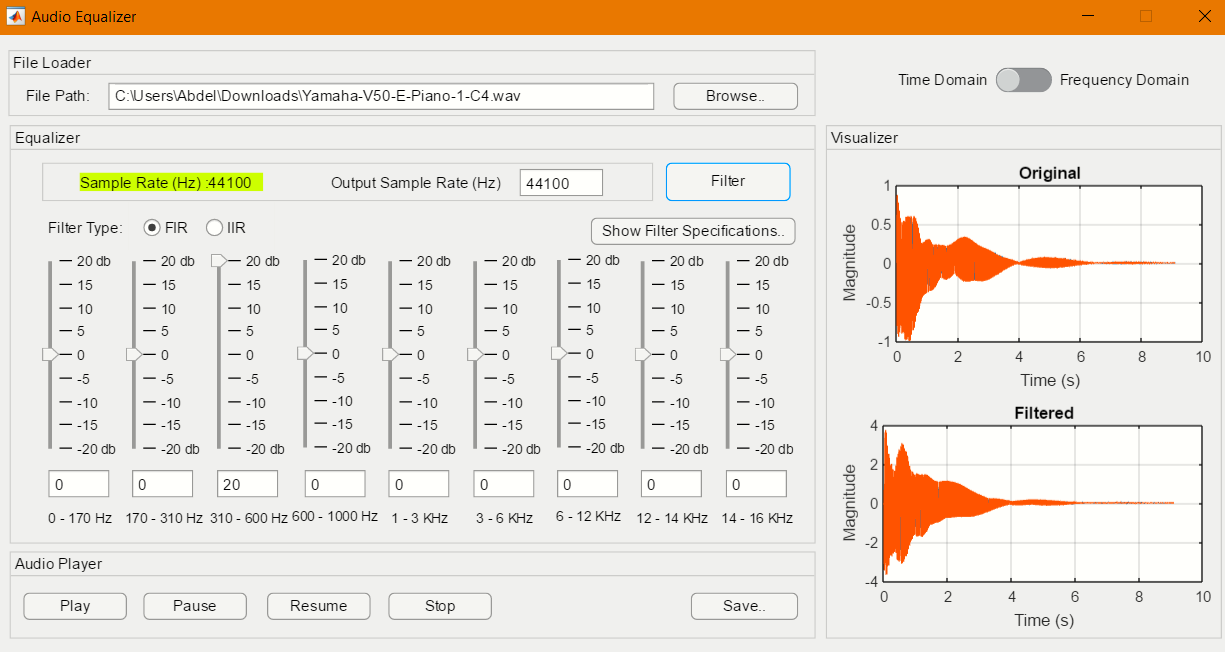 Audio Equalizer
File Loader
File Path:
C:\Users\Abdel\Downloads\Yamaha-V50-E-Piano-1-C4.wav
Browse..
Time Domain
Frequency Domain
Equalizer
Sample Rate (Hz) :44100
Output Sample Rate (Hz)
44100
Filter
Filter Type:
FIR
IIR
Show Filter Specifications..
20 db 20 db 20 db 20 db 20 db 20 db 20 db 20 db 20 db
15 15 15 15 15 15 15 15 15
10 10 10 10 10 10 10 10 10
5 5 5 5 5 5 5 5 5
0 0 0 0 0 0 0 0 0
-5 -5 -5 -5 -5 -5 -5 -5 -5
-10 -10 -10 -10 -10 -10 -10 -10 -10
-15 -15 -15 -15 -15 -15 -15 -15 -15
-20 db -20 db -20 db -20 db -20 db -20 db -20 db -20 db -20 db
0 0 20 0 0 0 0 0 0
0 - 170 Hz 170 - 310 Hz 310 - 600 Hz 600 - 1000 Hz 1 - 3 KHz 3 - 6 KHz 6 - 12 KHz 12 - 14 KHz 14 - 16 KHz
Audio Player
Play
Pause
Resume
Stop
Save..
Visualizer
Original
Magnitude
1
0.5
0
-0.5
-1
0 2 4 6 8 10
Time (s)
Filtered
Magnitude
4
2
0
-2
-4
0 2 4 6 8 10
Time (s)